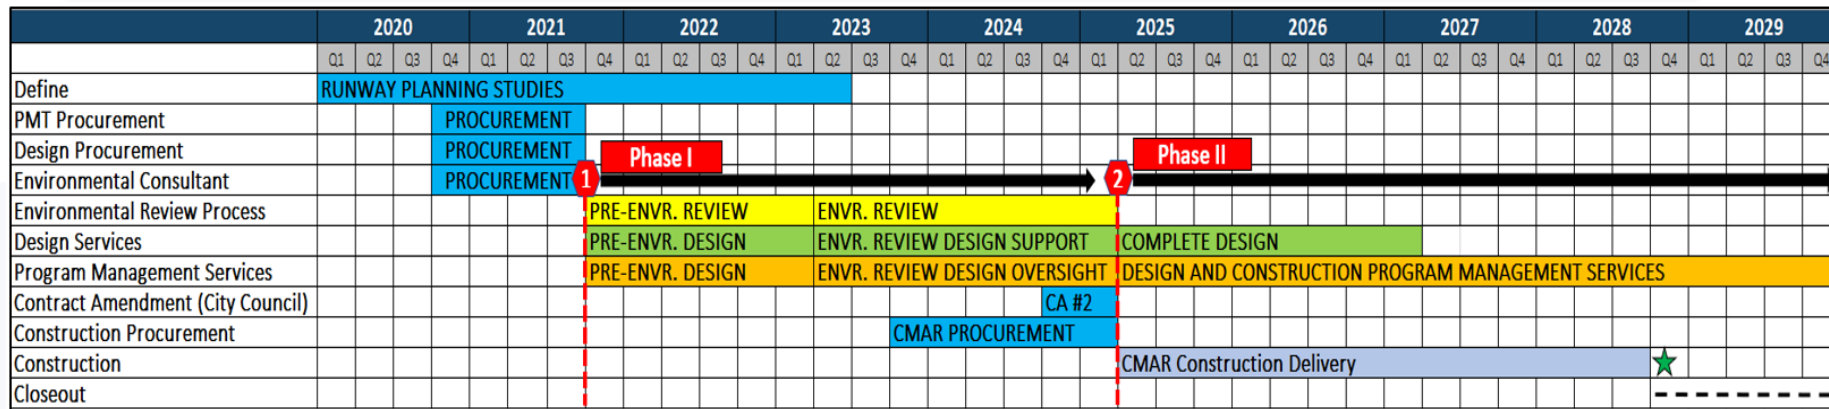 2020 2021 2022 2023 2024 2025 2026 2027 2028 2029
Q1 Q2 Q3 Q4 Q1 Q2 Q3 Q4 Q1 Q2 Q3 Q4 Q1 Q2 Q3 Q4 Q1 Q2 Q3 Q4 Q1 Q2 Q3 Q4 Q1 Q2 Q3 Q4 Q1 Q2 Q3 Q4 Q1 Q2 Q3 Q4 Q1 Q2 Q3 Q4
Define RUNWAY PLANNING STUDIES
PMT Procurement PROCUREMENT
Design Procurement PROCUREMENT Phase I Phase II
Environmental Consultant PROCUREMENT 1 2
Environmental Review Process PRE-ENVR. REVIEW ENVR. REVIEW
Design Services PRE-ENVR. DESIGN ENVR. REVIEW DESIGN SUPPORT COMPLETE DESIGN
Program Management Services PRE-ENVR. DESIGN ENVR. REVIEW DESIGN OVERSIGHT DESIGN AND CONSTRUCTION PROGRAM MANAGEMENT SERVICES
Contract Amendment (City Council) CA #2
Construction Procurement CMAR PROCUREMENT
Construction CMAR Construction Delivery
Closeout